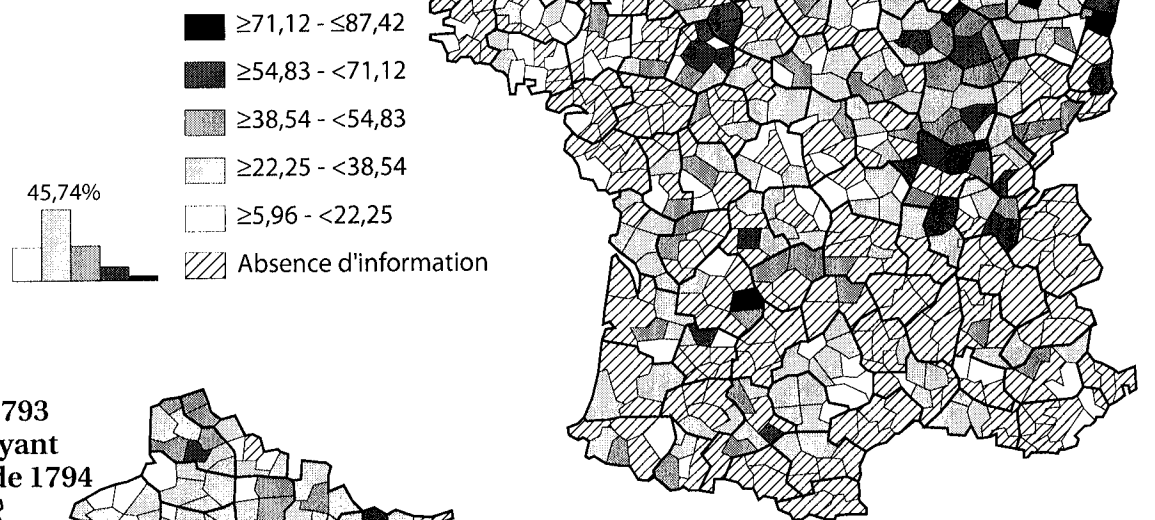 ≥71,12 - ≤87,42
≥54,83 - <71,12
≥38,54 - <54,83
≥22,25 - <38,54
≥5,96 - <22,25
Absence d'information
45,74%
793
yant
de 1794